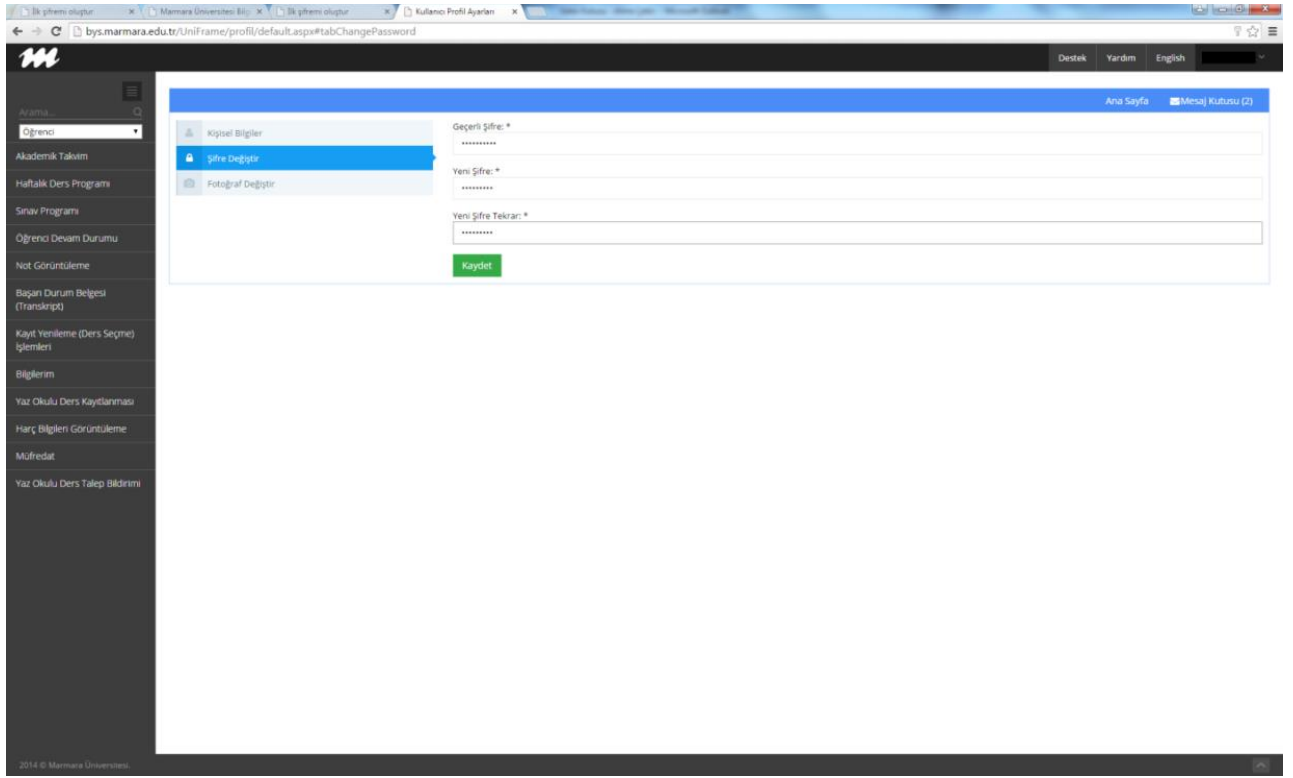 İlk şifremi oluştur
Marmara Üniversitesi Bilg
İlk şifremi oluştur
Kullanıcı Profil Ayarları
bys.marmara.edu.tr/UniFrame/profil/default.aspx#tabChangePassword
Destek Yardım English
Arama...
Ana Sayfa Mesaj Kutusu (2)
Öğrenci
Akademik Takvim
Haftalık Ders Programı
Sınav Programı
Öğrenci Devam Durumu
Not Görüntüleme
Başarı Durum Belgesi
(Transkript)
Kayıt Yenileme (Ders Seçme)
İşlemleri
Bilgilerim
Yaz Okulu Ders Kayıtlanması
Harç Bilgileri Görüntüleme
Müfredat
Yaz Okulu Ders Talep Bildirimi
Kişisel Bilgiler
Şifre Değiştir
Fotoğraf Değiştir
Geçerli Şifre: *
Yeni Şifre: *
Yeni Şifre Tekrar: *
Kaydet
2014 © Marmara Üniversitesi.